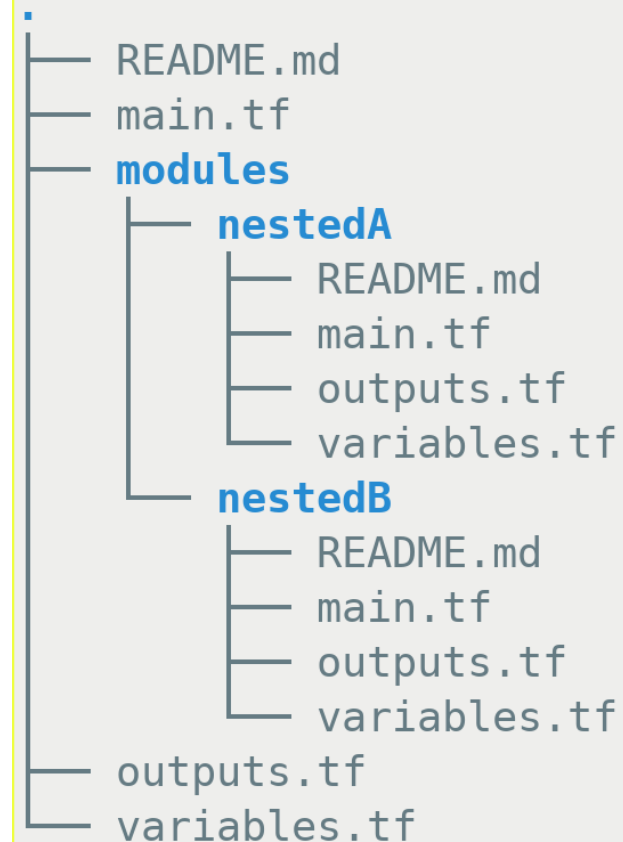 .
README.md
main.tf
modules
nestedA
README.md
main.tf
outputs.tf
variables.tf
nestedB
README.md
main.tf
outputs.tf
variables.tf
outputs.tf
variables.tf